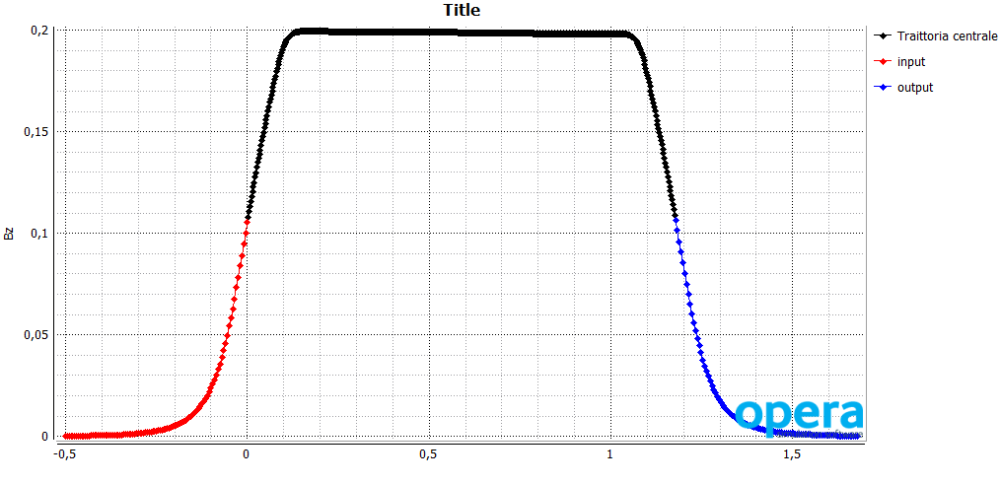 Title
0,2
0,15
0,1
0,05
0
Bz
-0,5
0
0,5
1
1,5
Traittoria centrale
input
output
opera